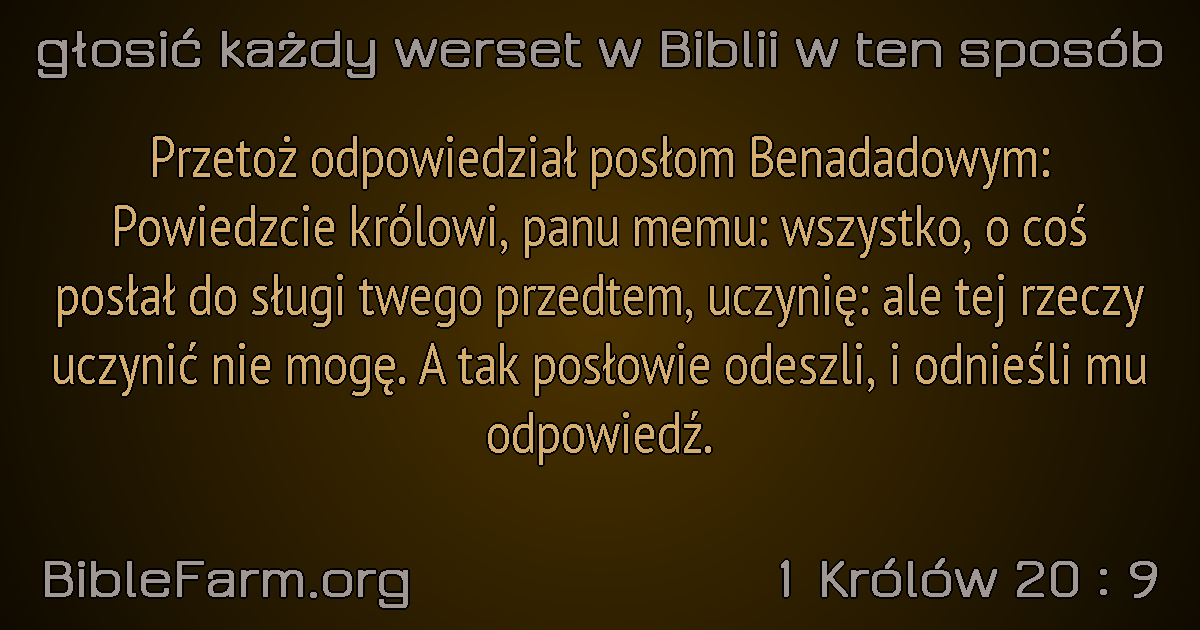 głosić każdy werset w Biblii w ten sposób
Przetoż odpowiedział posłom Benadadowym:
Powiedzcie królowi, panu memu: wszystko, o coś
posłał do sługi twego przedtem, uczynię: ale tej rzeczy
uczynić nie mogę. A tak posłowie odeszli, i odnieśli mu
odpowiedź.
BibleFarm.org
1 Królów 20 : 9